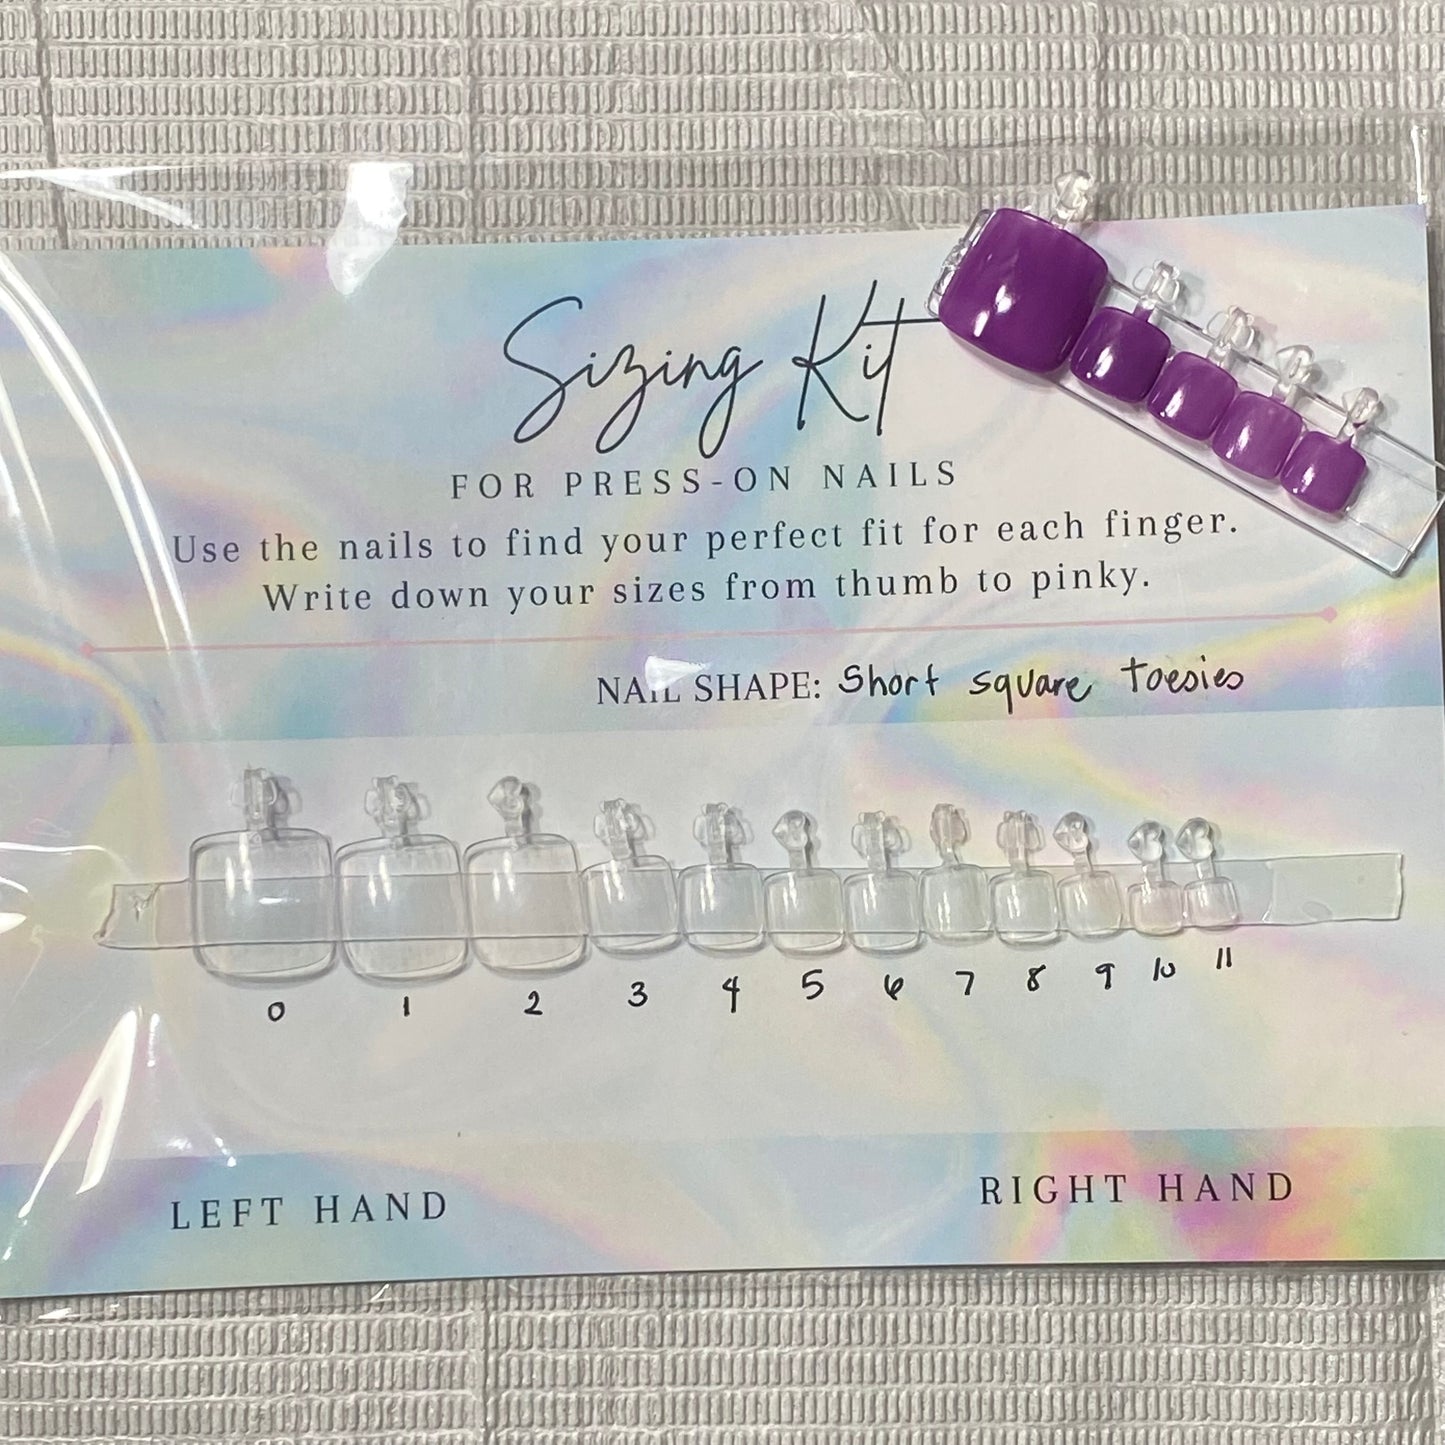 Sizing Kit
FOR PRESS-ON NAILS
Use the nails to find your perfect fit for each finger.
Write down your sizes from thumb to pinky.
NAIL SHAPE: Short square toesies
0 1 2 3 4 5 6 7 8 9 10 11
LEFT HAND RIGHT HAND